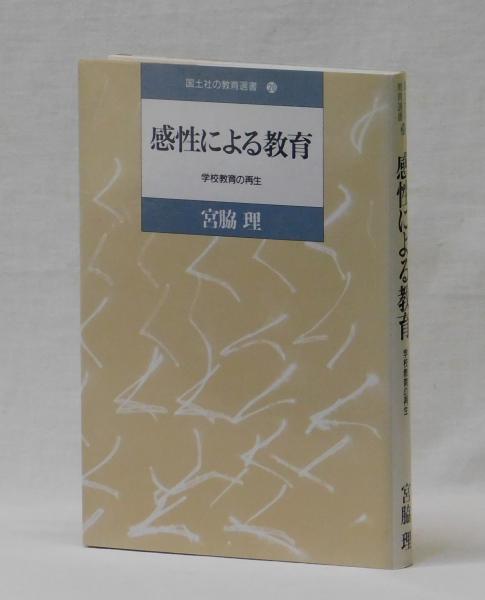 国土社の教育選書 28
感性による教育
学校教育の再生
宮脇 理
感性による教育
学校教育の再生
宮脇 理